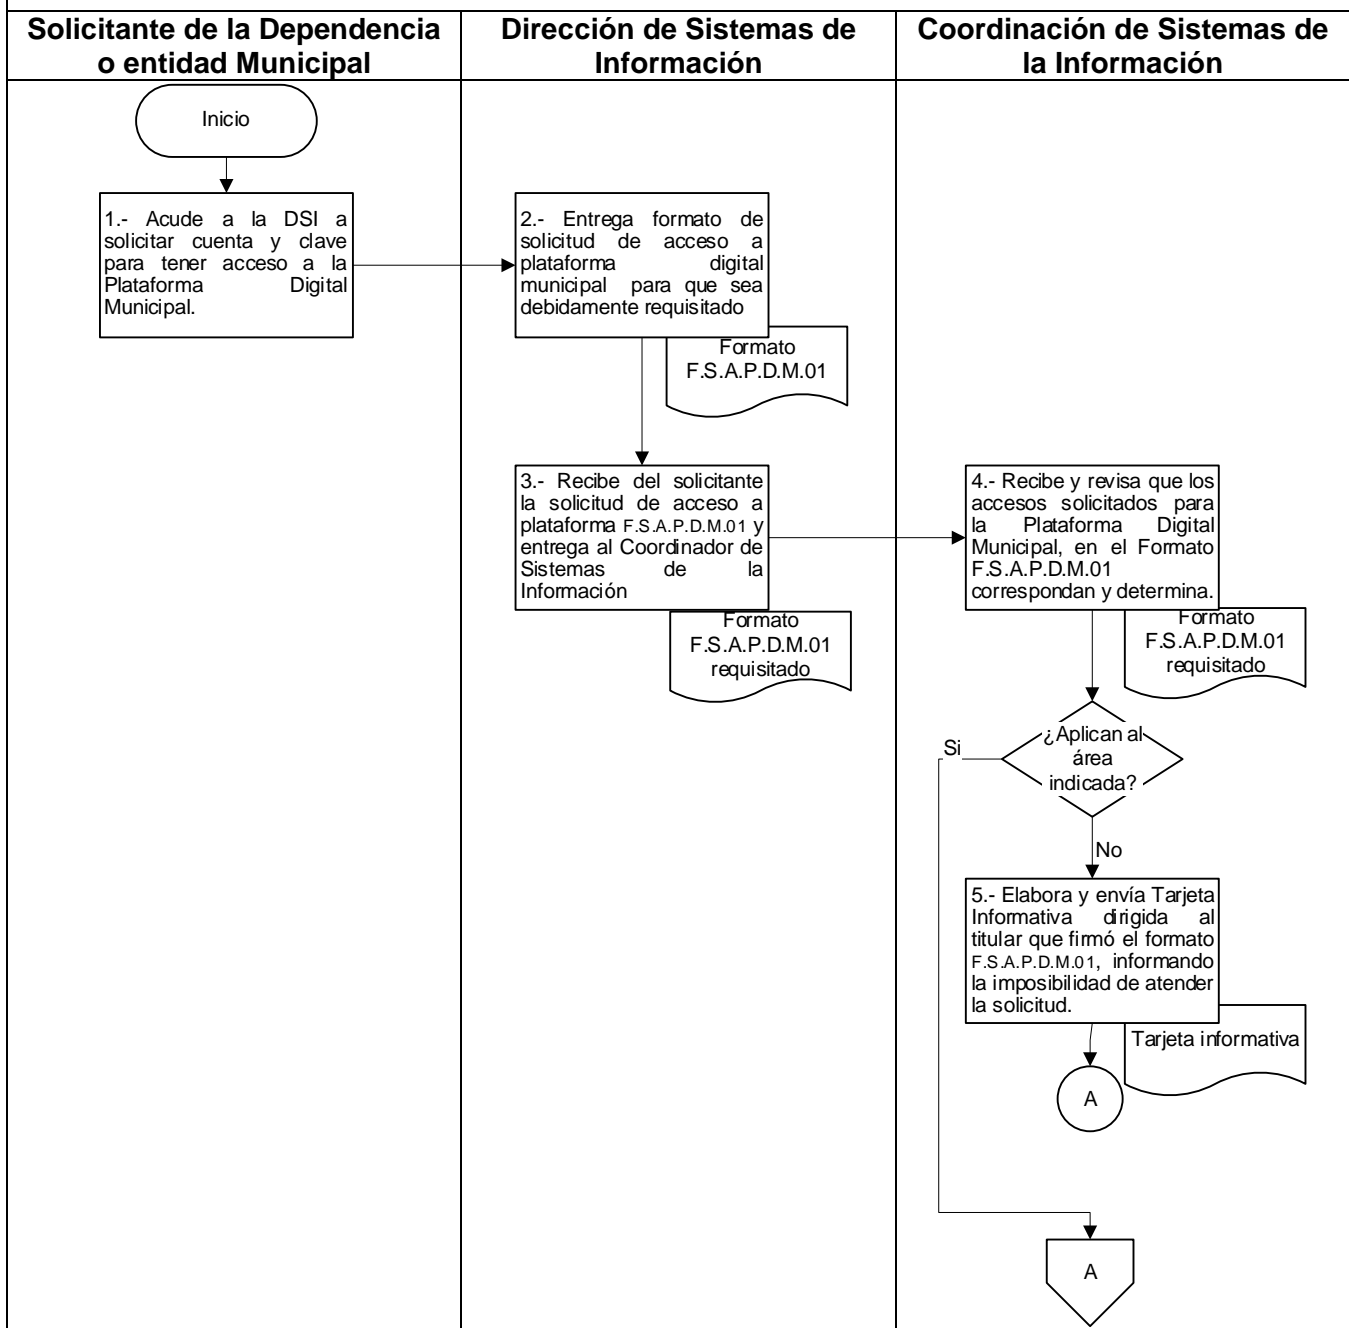 Solicitante de la Dependencia
o entidad Municipal
Dirección de Sistemas de
Información
Coordinación de Sistemas de
la Información
Inicio
1.- Acude a la DSI a
solicitar cuenta y clave
para tener acceso a la
Plataforma Digital
Municipal.
2.- Entrega formato de
solicitud de acceso a
plataforma digital
municipal para que sea
debidamente requisitado
Formato
F.S.A.P.D.M.01
3.- Recibe del solicitante
la solicitud de acceso a
plataforma F.S.A.P.D.M.01 y
entrega al Coordinador de
Sistemas de la
Información
Formato
F.S.A.P.D.M.01
requisitado
4.- Recibe y revisa que los
accesos solicitados para
la Plataforma Digital
Municipal, en el Formato
F.S.A.P.D.M.01
correspondan y determina.
Formato
F.S.A.P.D.M.01
requisitado
¿Aplican al
área
indicada?
Si
No
5.- Elabora y envía Tarjeta
Informativa dirigida al
titular que firmó el formato
F.S.A.P.D.M.01, informando
la imposibilidad de atender
la solicitud.
Tarjeta informativa
A
A